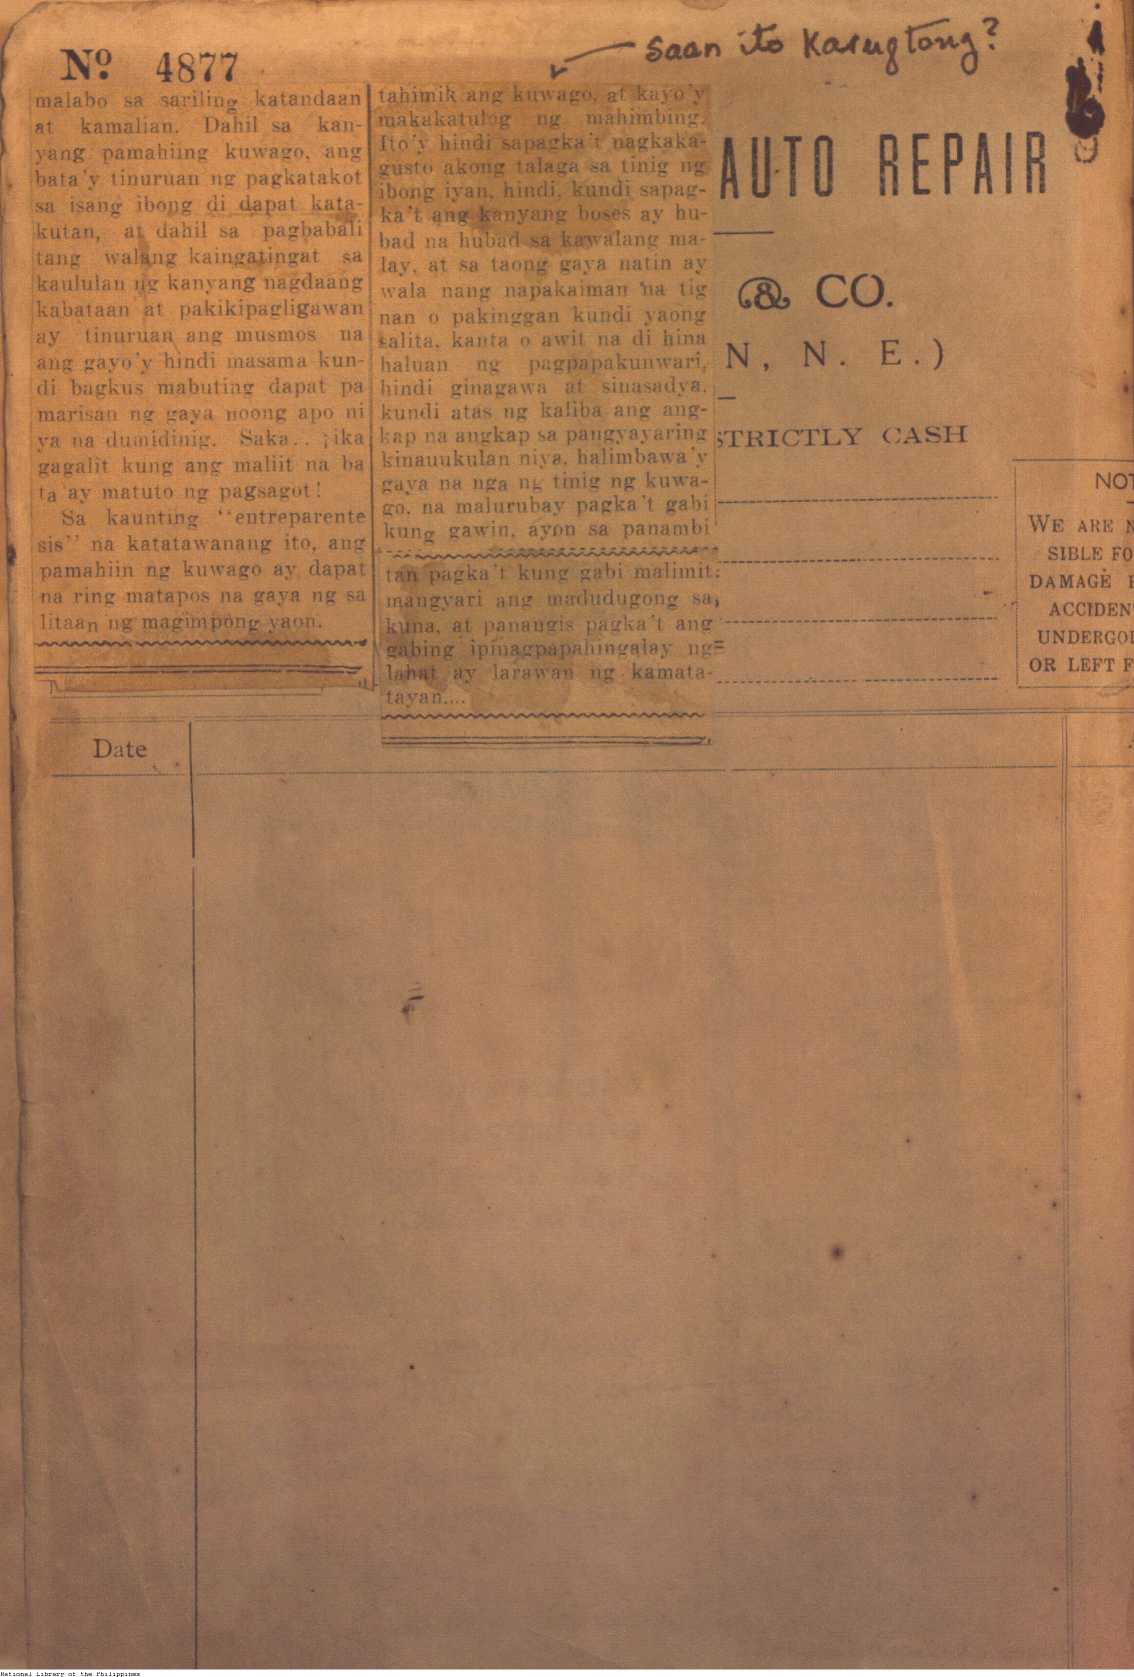 No. 4877
malabo sa sariling katandaan
at kamalian. Dahil sa kan-
yang pamahiing kuwago, ang
bata'y tinuruan ng pagkatakot
sa isang ibong di dapat kata-
kutan, at dahil sa pagbabali
tang walang kaingatingat sa
kaululan ng kanyang nagdaang
kabataan at pakikipagligawan
ay tinuruan ang musmos na
ang gayo'y hindi masama kun-
di bagkus mabuting dapat pa
marisan ng gaya noong apo ni
ya na dumidinig. Saka.. ¡ika
gagalit kung ang maliit na ba
ta ay matuto ng pagsagot!
Sa kaunting "entreparente
sis" na katatawanang ito, ang
pamahiin ng kuwago ay dapat
na ring matapos na gaya ng sa
litaan ng magimpong yaon.
saan ito karugtong?
tahimik ang kuwago, at kayo'y
makakatulog ng mahimbing.
Ito'y hindi sapagka't nagkaka-
gusto akong talaga sa tinig ng
ibong iyan, hindi, kundi sapag-
ka't ang kanyang boses ay hu-
bad na hubad sa kawalang ma-
lay, at sa taong gaya natin ay
wala nang napakaiman na tig
nan o pakinggan kundi yaong
salita, kanta o awit na di hina
haluan ng pagpapakunwari,
hindi ginagawa at sinasadya,
kundi atas ng kaliba ang ang-
kap na angkap sa pangyayaring
kinauukulan niya, halimbawa'y
gaya na nga ng tinig ng kuwa-
go, na malurubay pagka't gabi
kung gawin, ayon sa panambi
tan pagka't kung gabi malimit
mangyari ang madudugong sa
kuna, at panangis pagka't ang
gabing ipinagpapahingalay ng
lahat ay larawan ng kamata-
tayan....
AUTO REPAIR
& CO.
N, N. E.)
STRICTLY CASH
NOT
WE ARE N
SIBLE FO
DAMAGE
ACCIDEN
UNDERGO
OR LEFT F
Date
National Library of the Philippines